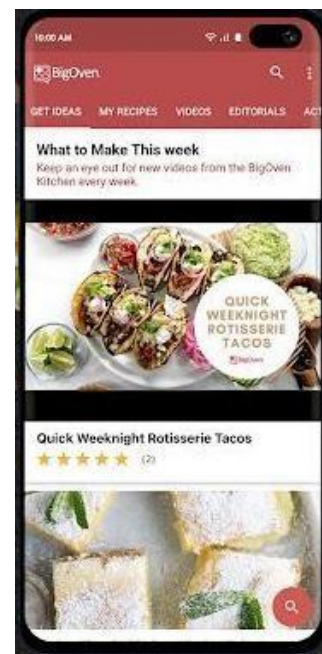 10:00 AM
BigOven
GET IDEAS MY RECIPES VIDEOS EDITORIALS ACT
What to Make This week
Keep an eye out for new videos from the BigOven
Kitchen every week.
QUICK
WEEKNIGHT
ROTISSERIE
TACOS
BigOven
Quick Weeknight Rotisserie Tacos
(2)